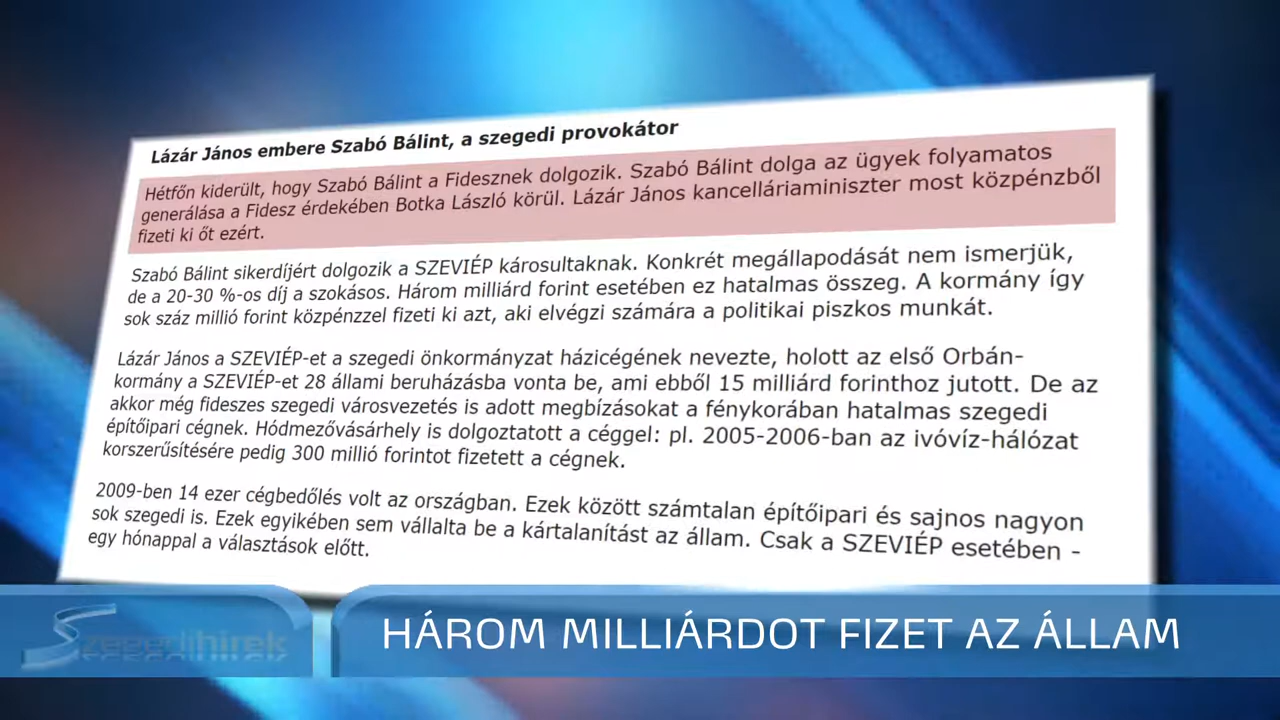 Lázár János embere Szabó Bálint, a szegedi provokátor
Hétfőn kiderült, hogy Szabó Bálint a Fidesznek dolgozik. Szabó Bálint dolga az ügyek folyamatos
generálása a Fidesz érdekében Botka László körül. Lázár János kancelláriaminiszter most közpénzből
fizeti ki őt ezért.
Szabó Bálint sikerdíjért dolgozik a SZEVIÉP károsultaknak. Konkrét megállapodását nem ismerjük,
de a 20-30 %-os díj a szokásos. Három milliárd forint esetében ez hatalmas összeg. A kormány így
sok száz millió forint közpénzzel fizeti ki azt, aki elvégzi számára a politikai piszkos munkát.
Lázár János a SZEVIÉP-et a szegedi önkormányzat házicégének nevezte, holott az első Orbán-
kormány a SZEVIÉP-et 28 állami beruházásba vonta be, ami ebből 15 milliárd forinthoz jutott. De az
akkor még fideszes szegedi városvezetés is adott megbízásokat a fénykorában hatalmas szegedi
építőipari cégnek. Hódmezővásárhely is dolgoztatott a céggel: pl. 2005-2006-ban az ivóvíz-hálózat
korszerűsítésére pedig 300 millió forintot fizetett a cégnek.
2009-ben 14 ezer cégbedőlés volt az országban. Ezek között számtalan építőipari és sajnos nagyon
sok szegedi is. Ezek egyikében sem vállalta be a kártalanítást az állam. Csak a SZEVIÉP esetében -
egy hónappal a választások előtt.
Szegedihírek
HÁROM MILLIÁRDOT FIZET AZ ÁLLAM